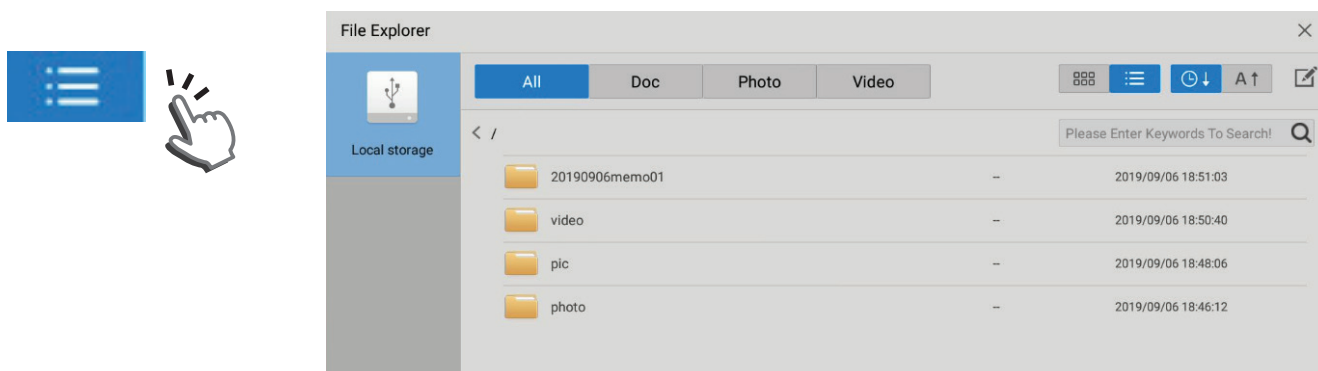 File Explorer
All Doc Photo Video A↑
Local storage
< / Please Enter Keywords To Search!
20190906memo01 -- 2019/09/06 18:51:03
video -- 2019/09/06 18:50:40
pic -- 2019/09/06 18:48:06
photo -- 2019/09/06 18:46:12